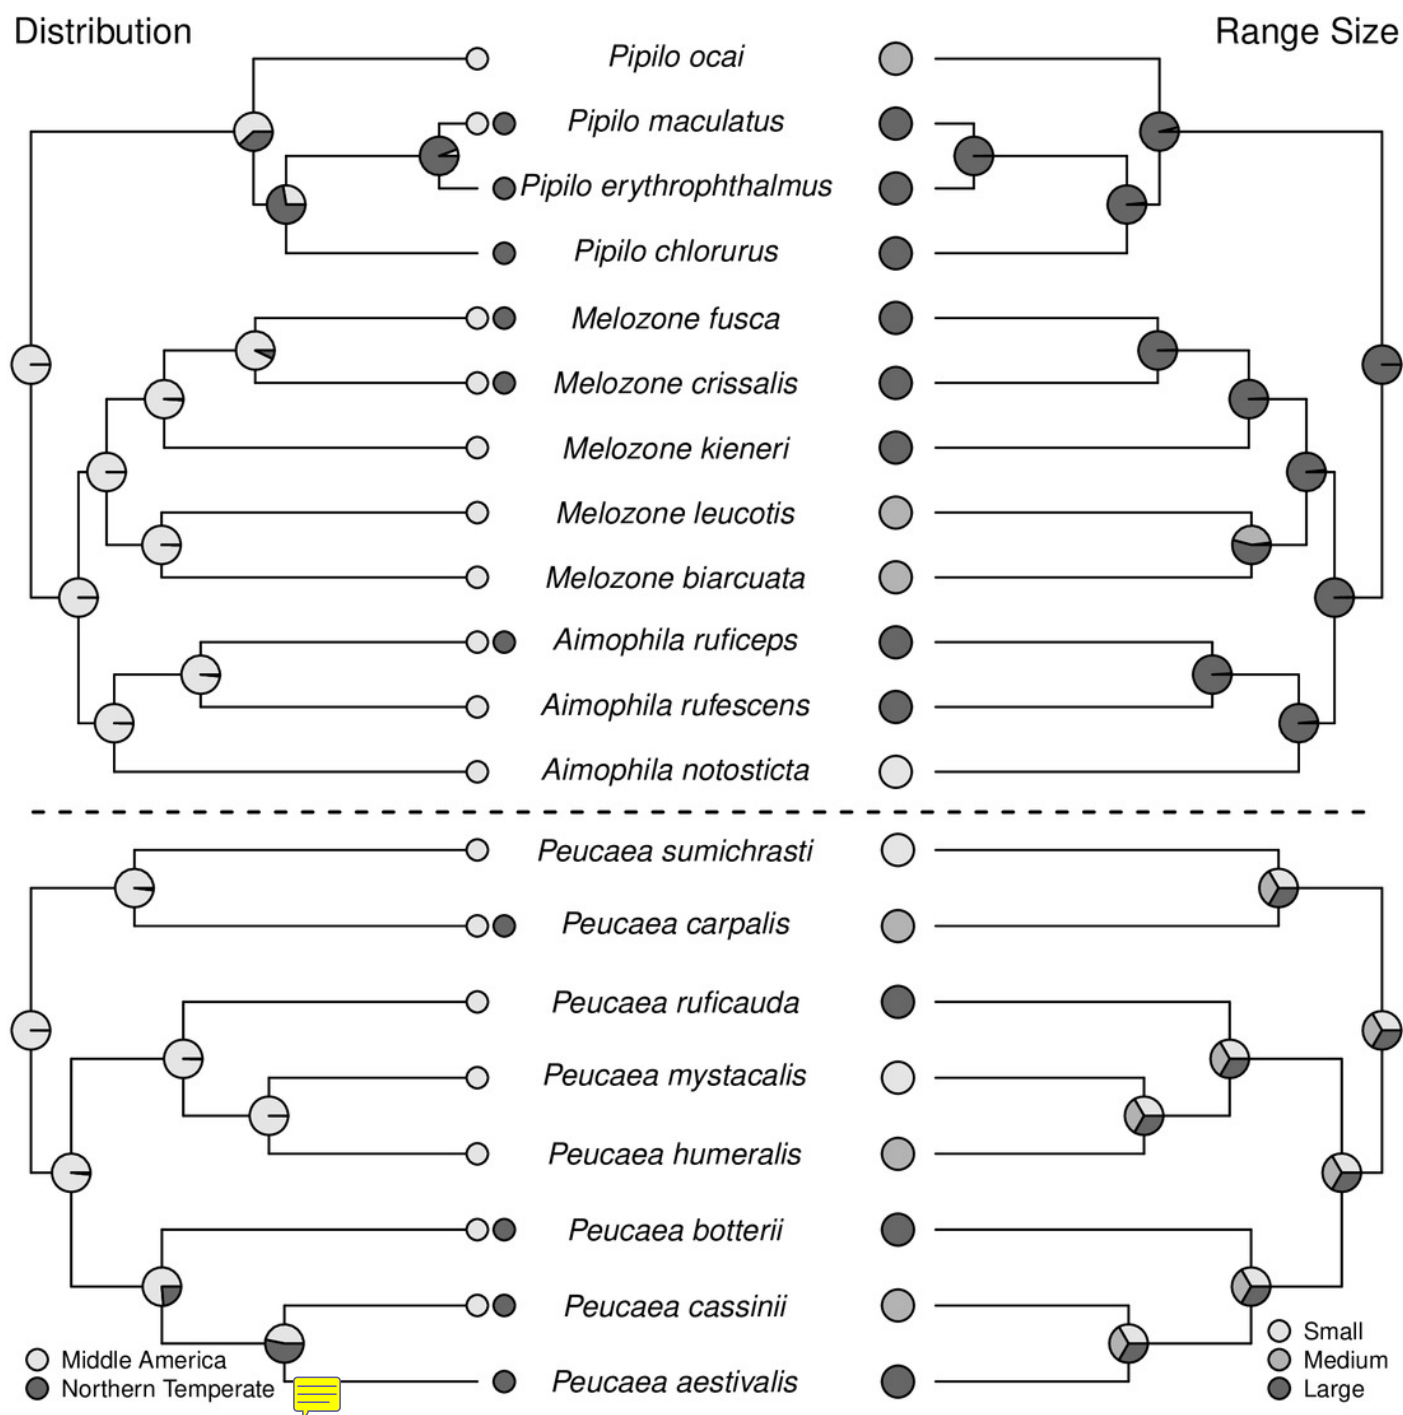 Distribution
Range Size
Pipilo ocai
Pipilo maculatus
Pipilo erythrophthalmus
Pipilo chlorurus
Melozone fusca
Melozone crissalis
Melozone kieneri
Melozone leucotis
Melozone biarcuata
Aimophila ruficeps
Aimophila rufescens
Aimophila notosticta
Peucaea sumichrasti
Peucaea carpalis
Peucaea ruficauda
Peucaea mystacalis
Peucaea humeralis
Peucaea botterii
Peucaea cassinii
Peucaea aestivalis
Middle America
Northern Temperate
Small
Medium
Large